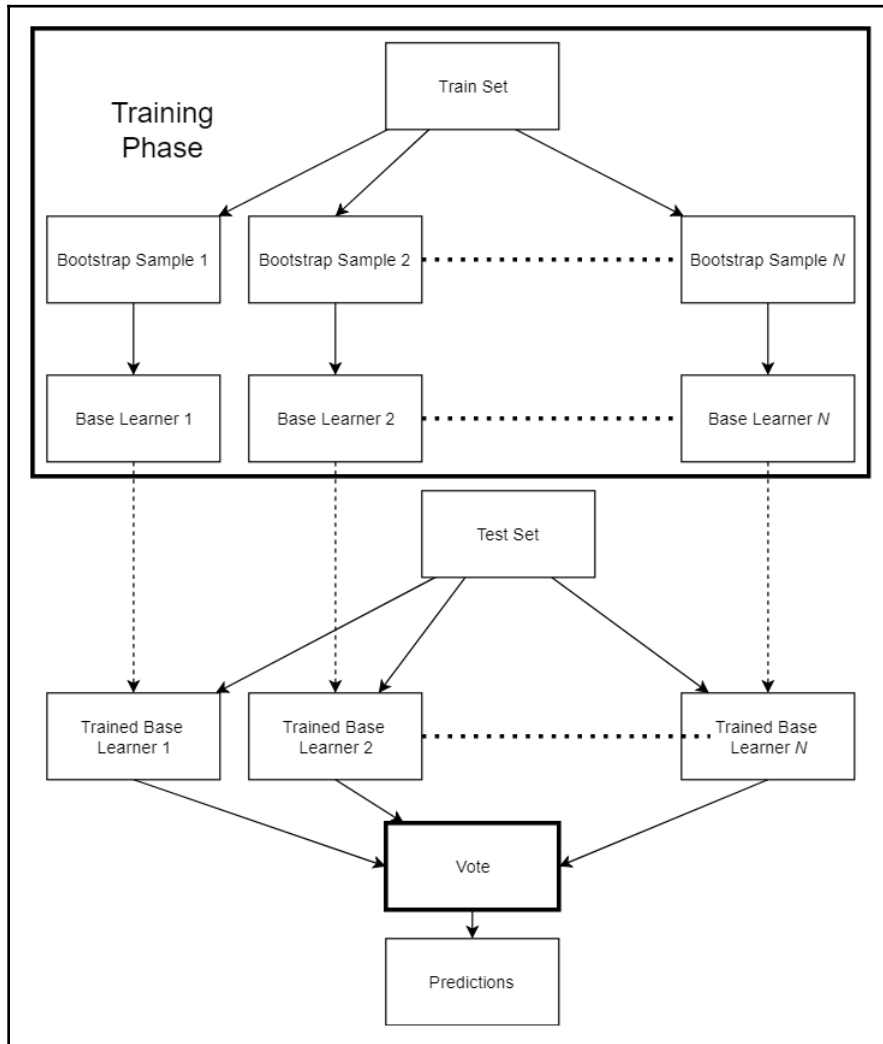 Train Set
Training
Phase
Bootstrap Sample 1
Bootstrap Sample 2
Bootstrap Sample N
Base Learner 1
Base Learner 2
Base Learner N
Test Set
Trained Base
Learner 1
Trained Base
Learner 2
Trained Base
Learner N
Vote
Predictions